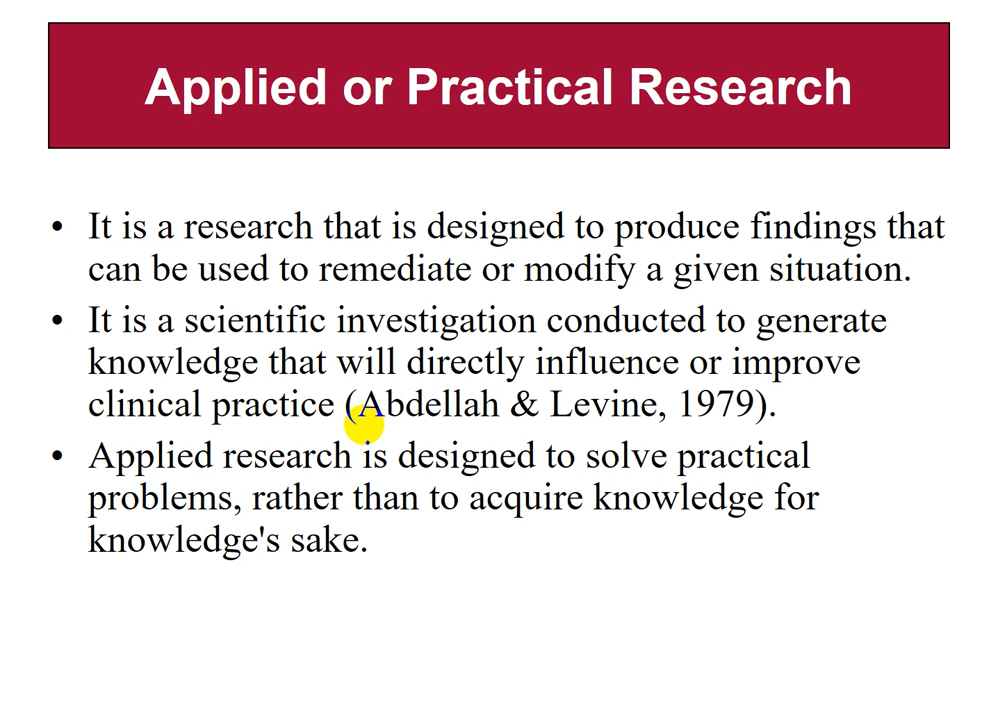 Applied or Practical Research
• It is a research that is designed to produce findings that
can be used to remediate or modify a given situation.
• It is a scientific investigation conducted to generate
knowledge that will directly influence or improve
clinical practice (Abdellah & Levine, 1979).
• Applied research is designed to solve practical
problems, rather than to acquire knowledge for
knowledge's sake.